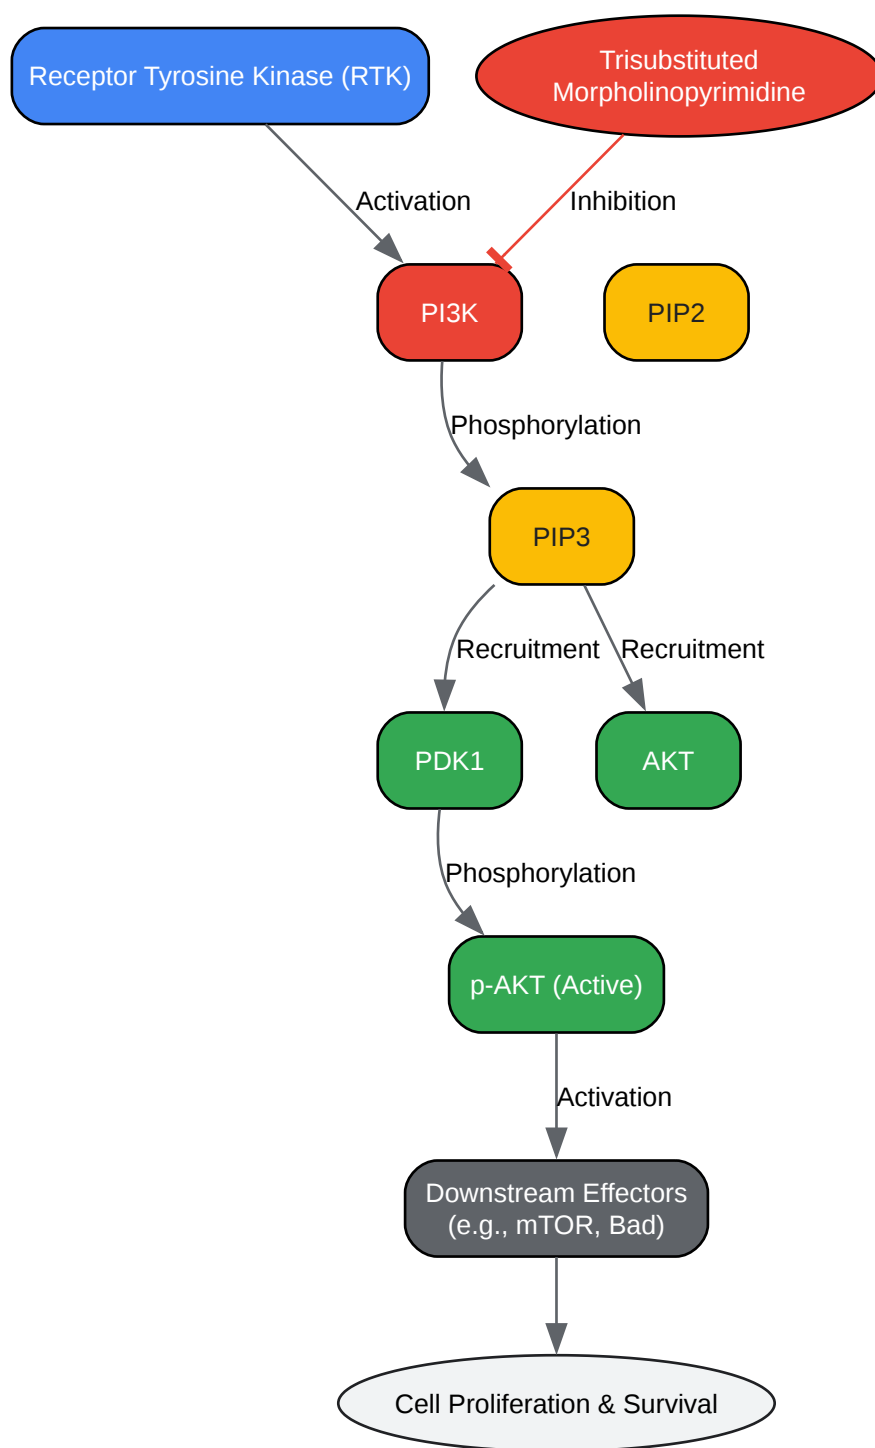 Receptor Tyrosine Kinase (RTK)
Trisubstituted
Morpholinopyrimidine
Activation
Inhibition
PI3K
PIP2
Phosphorylation
PIP3
Recruitment
Recruitment
PDK1
AKT
Phosphorylation
p-AKT (Active)
Activation
Downstream Effectors
(e.g., mTOR, Bad)
Cell Proliferation & Survival